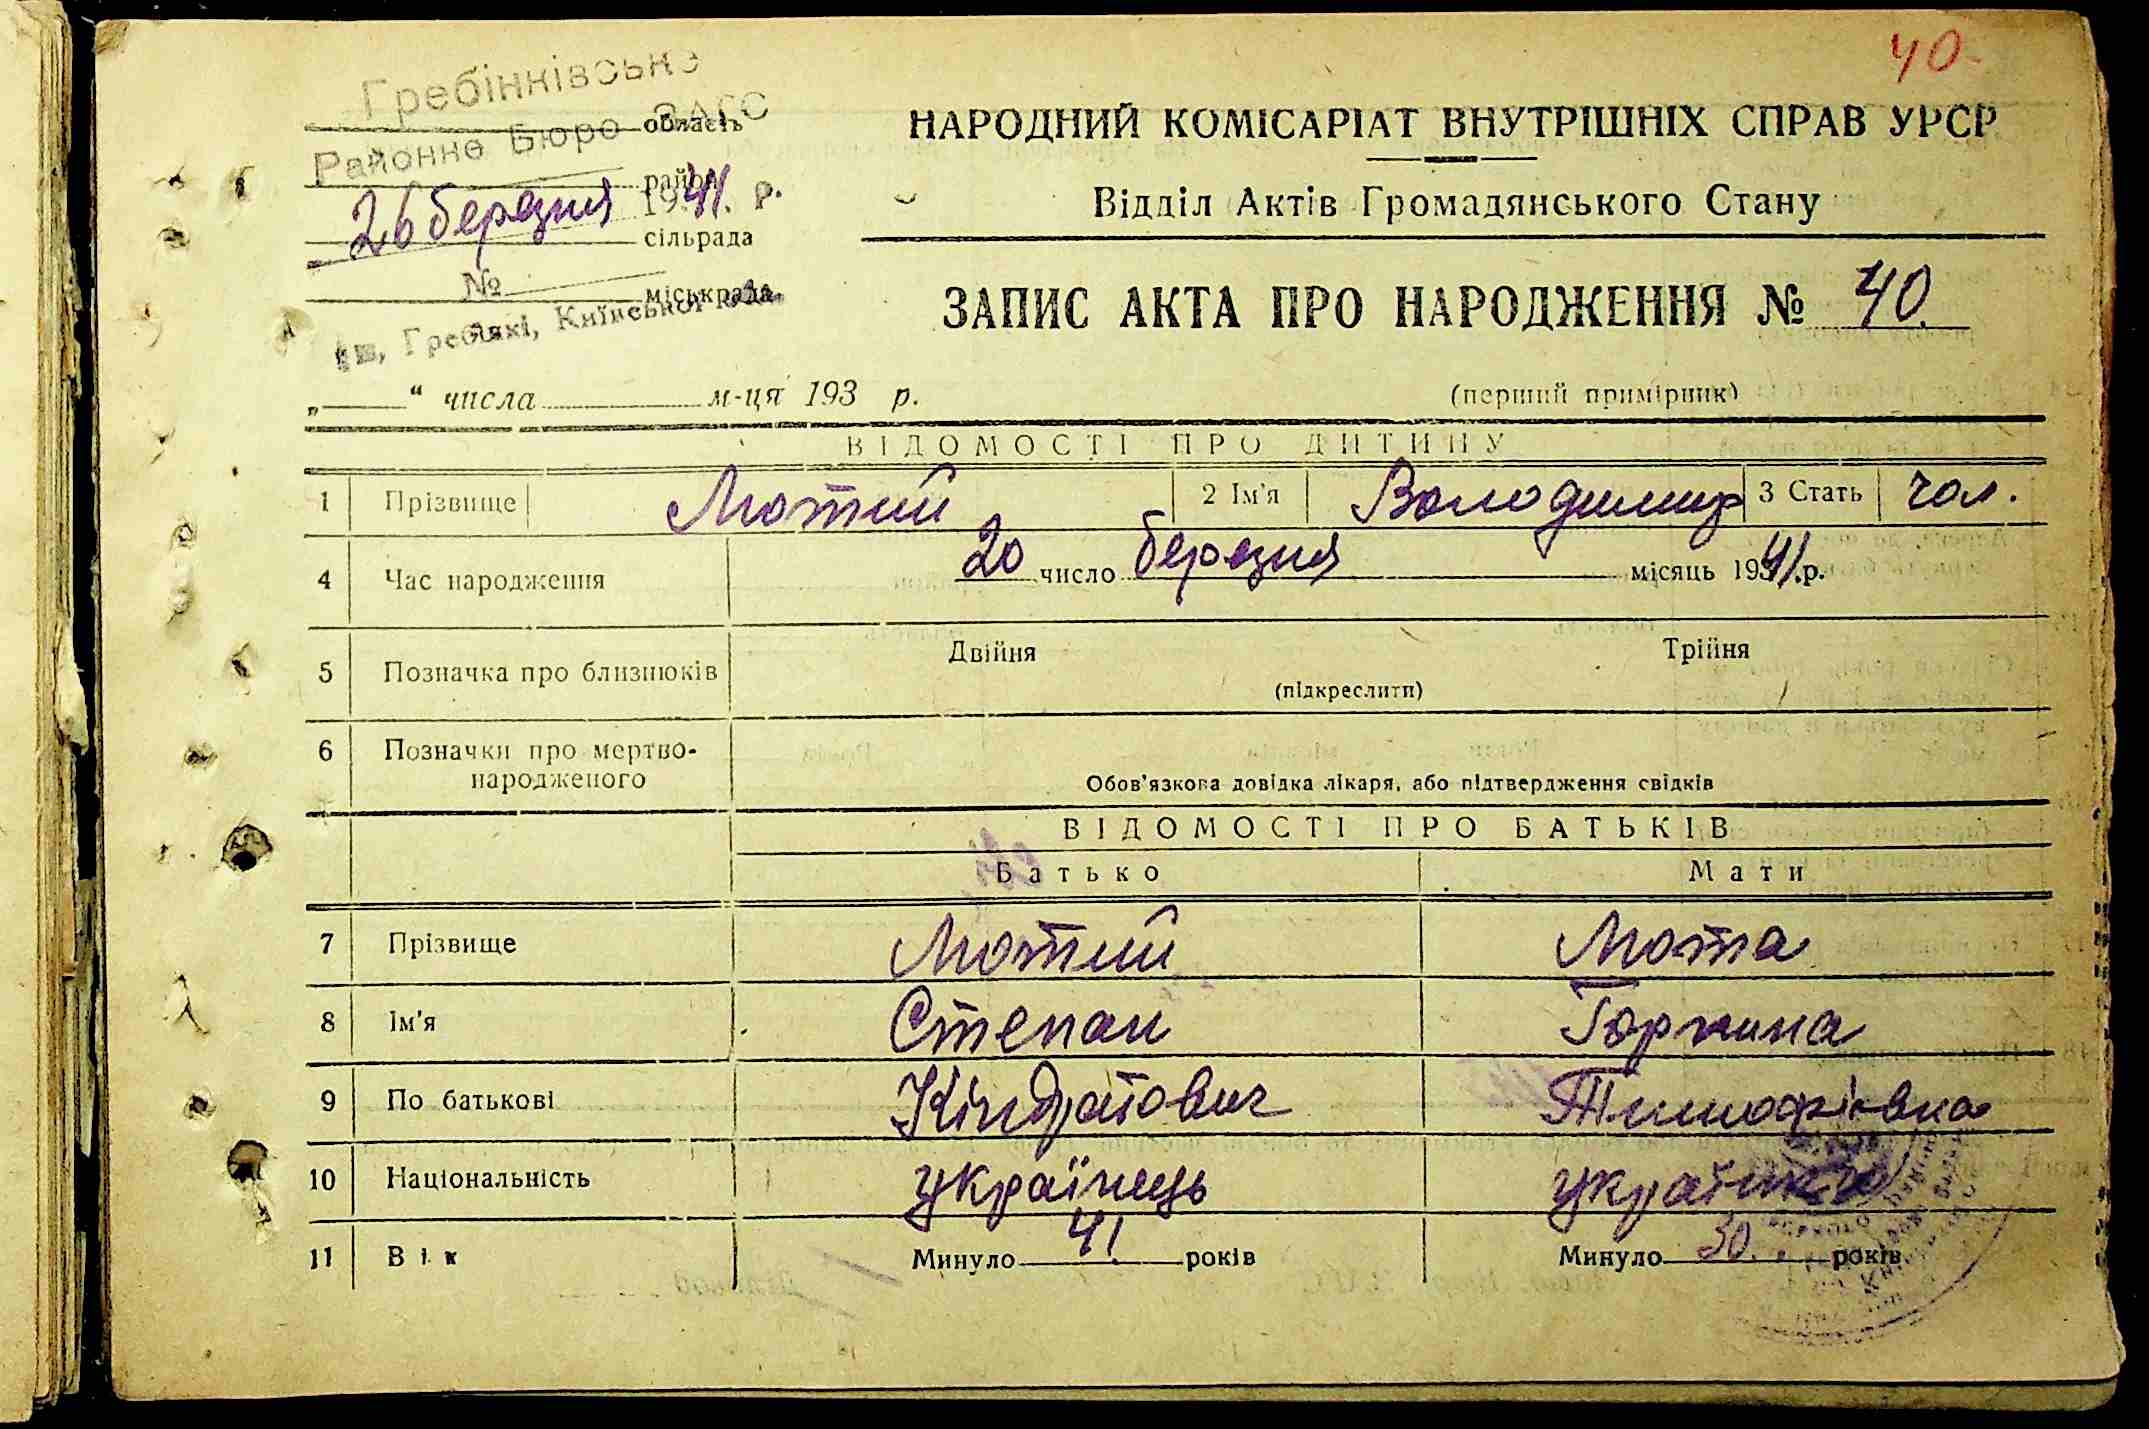 40.
Гребінківське
Районне Бюро ЗАГС
область
район
26 березня 1941. р.
сільрада
№
міськрада
Гребінкі, Київської обл.
НАРОДНИЙ КОМІСАРІАТ ВНУТРІШНІХ СПРАВ УРСР
Відділ Актів Громадянського Стану
ЗАПИС АКТА ПРО НАРОДЖЕННЯ № 40.
„ “ числа м-ця 193 р.
(перший примірник)
ВІДОМОСТІ ПРО ДИТИНУ
1 Прізвище Лютий 2 Ім'я Володимир 3 Стать чол.
4 Час народження 20 число березня місяць 1941.р.
5 Позначка про близнюків Двійня Трійня
(підкреслити)
6 Позначки про мертво-
народженого
Обов'язкова довідка лікаря, або підтвердження свідків
ВІДОМОСТІ ПРО БАТЬКІВ
Батько Мати
7 Прізвище Лютий Люта
8 Ім'я Степан
9 По батькові Кіндратович Тимофіївна
10 Національність українець українка
11 Вік Минуло 41. років Минуло 30. років